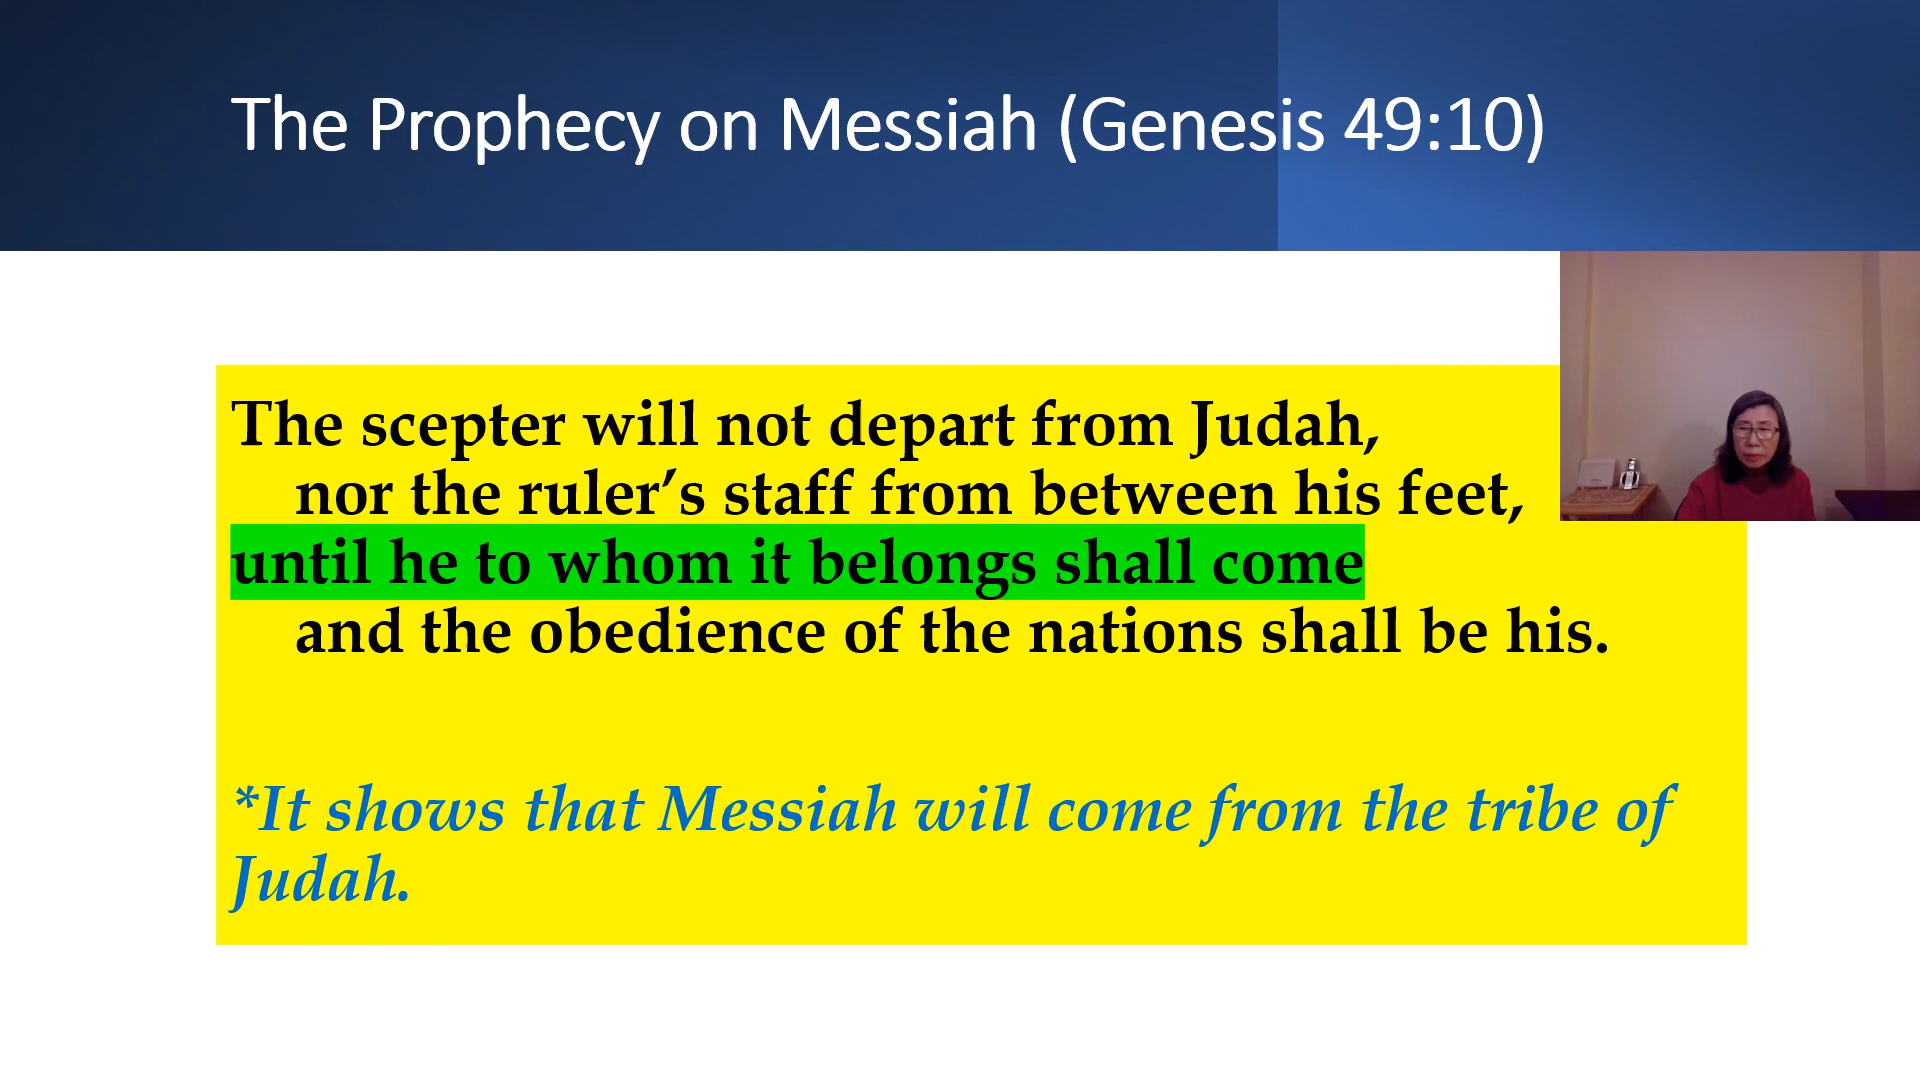 The Prophecy on Messiah (Genesis 49:10)
The scepter will not depart from Judah,
nor the ruler’s staff from between his feet,
until he to whom it belongs shall come
and the obedience of the nations shall be his.
*It shows that Messiah will come from the tribe of
Judah.